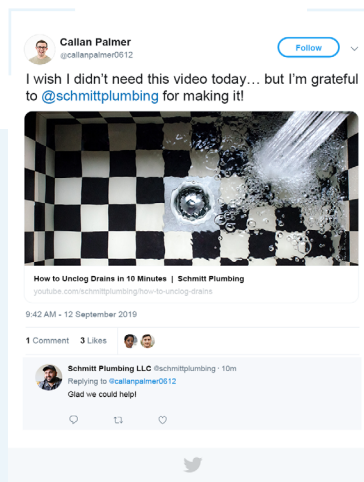 Callan Palmer
@callanpalmer0612
Follow
I wish I didn't need this video today... but I'm grateful
to @schmittplumbing for making it!
How to Unclog Drains in 10 Minutes | Schmitt Plumbing
youtube.com/schmittplumbing/how-to-unclog-drains
9:42 AM - 12 September 2019
1 Comment 3 Likes
Schmitt Plumbing LLC @schmittplumbing · 10m
Replying to @callanpalmer0612
Glad we could help!